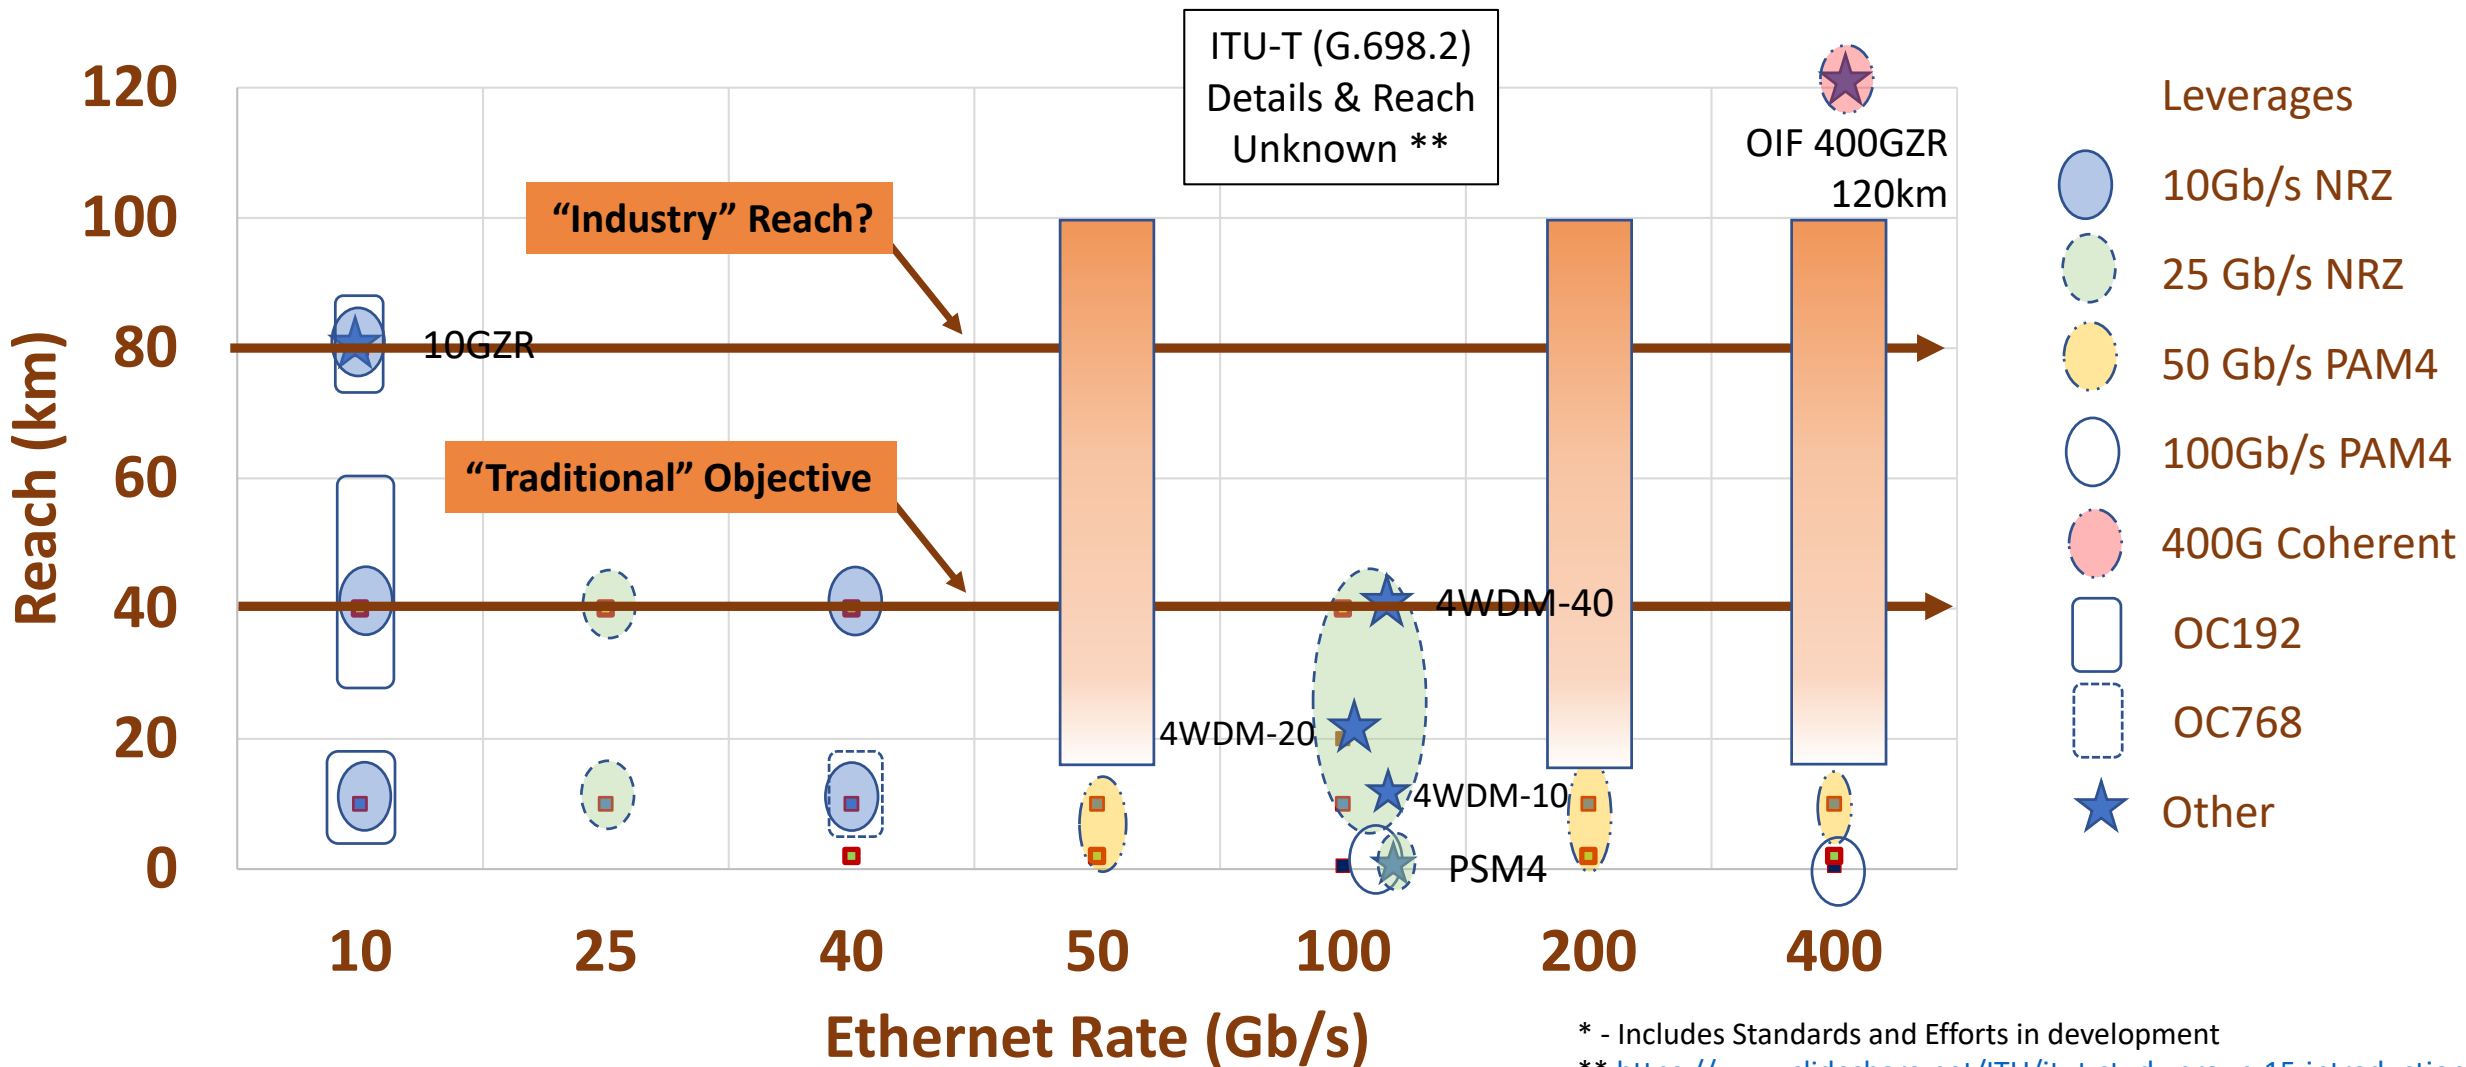 ITU-T (G.698.2)
Details & Reach
Unknown **
120
100
80
60
40
20
0
Reach (km)
“Industry” Reach?
“Traditional” Objective
10GZR
OIF 400GZR
120km
4WDM-40
4WDM-20
4WDM-10
PSM4
10
25
40
50
100
200
400
Ethernet Rate (Gb/s)
Leverages
10Gb/s NRZ
25 Gb/s NRZ
50 Gb/s PAM4
100Gb/s PAM4
400G Coherent
OC192
OC768
Other
* - Includes Standards and Efforts in development
**